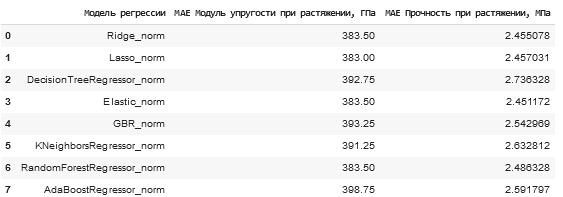 Модель регрессии MAE Модуль упругости при растяжении, ГПа MAE Прочность при растяжении, МПа
0 Ridge_norm 383.50 2.455078
1 Lasso_norm 383.00 2.457031
2 DecisionTreeRegressor_norm 392.75 2.736328
3 Elastic_norm 383.50 2.451172
4 GBR_norm 393.25 2.542969
5 KNeighborsRegressor_norm 391.25 2.632812
6 RandomForestRegressor_norm 383.50 2.486328
7 AdaBoostRegressor_norm 398.75 2.591797